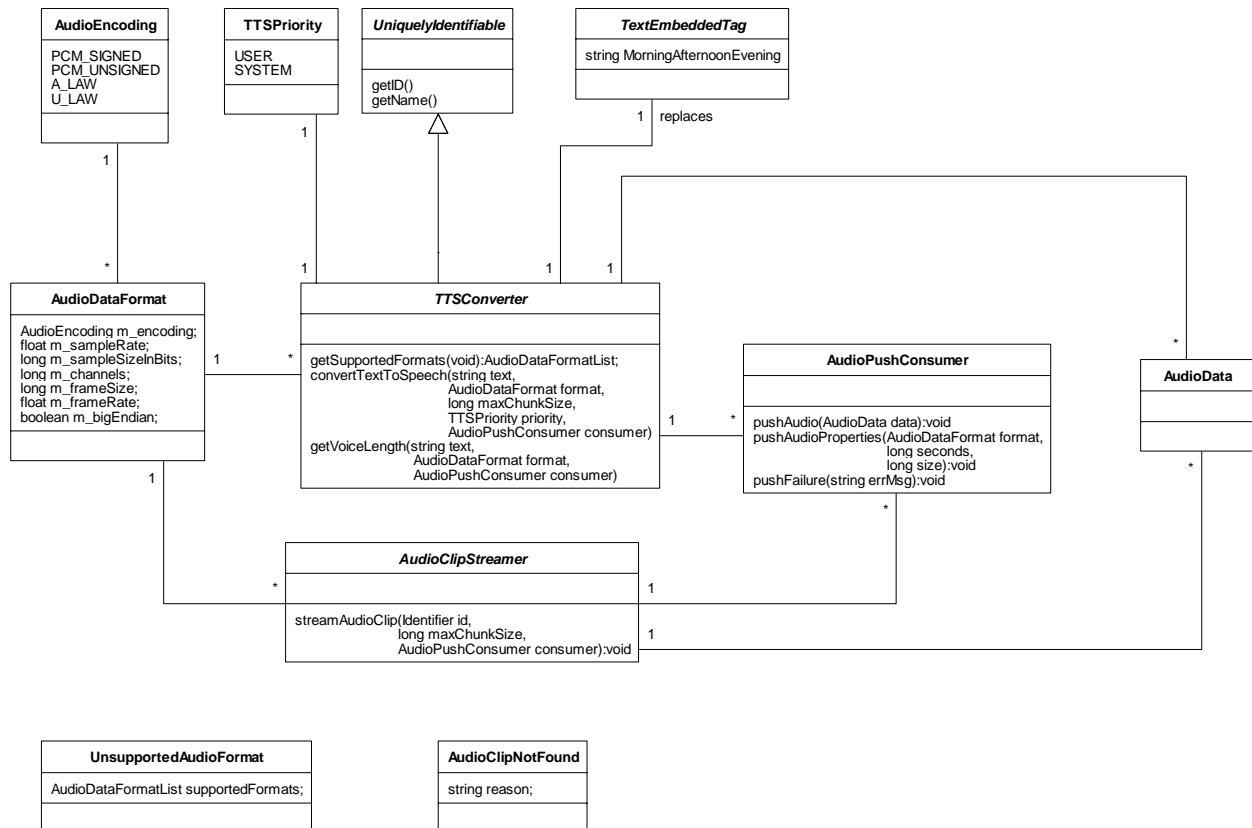 AudioEncoding
PCM_SIGNED
PCM_UNSIGNED
A_LAW
U_LAW
TTSPriority
USER
SYSTEM
UniquelyIdentifiable
getID()
getName()
TextEmbeddedTag
string MorningAfternoonEvening
1
1
1 replaces
*
1
1
1
AudioDataFormat
AudioEncoding m_encoding;
float m_sampleRate;
long m_sampleSizeInBits;
long m_channels;
long m_frameSize;
float m_frameRate;
boolean m_bigEndian;
1
*
TTSConverter
getSupportedFormats(void):AudioDataFormatList;
convertTextToSpeech(string text,
AudioDataFormat format,
long maxChunkSize,
TTSPriority priority,
AudioPushConsumer consumer)
getVoiceLength(string text,
AudioDataFormat format,
AudioPushConsumer consumer)
1
*
AudioPushConsumer
pushAudio(AudioData data):void
pushAudioProperties(AudioDataFormat format,
long seconds,
long size):void
pushFailure(string errMsg):void
*
AudioData
*
1
*
*
AudioClipStreamer
streamAudioClip(Identifier id,
long maxChunkSize,
AudioPushConsumer consumer):void
1
1
UnsupportedAudioFormat
AudioDataFormatList supportedFormats;
AudioClipNotFound
string reason;